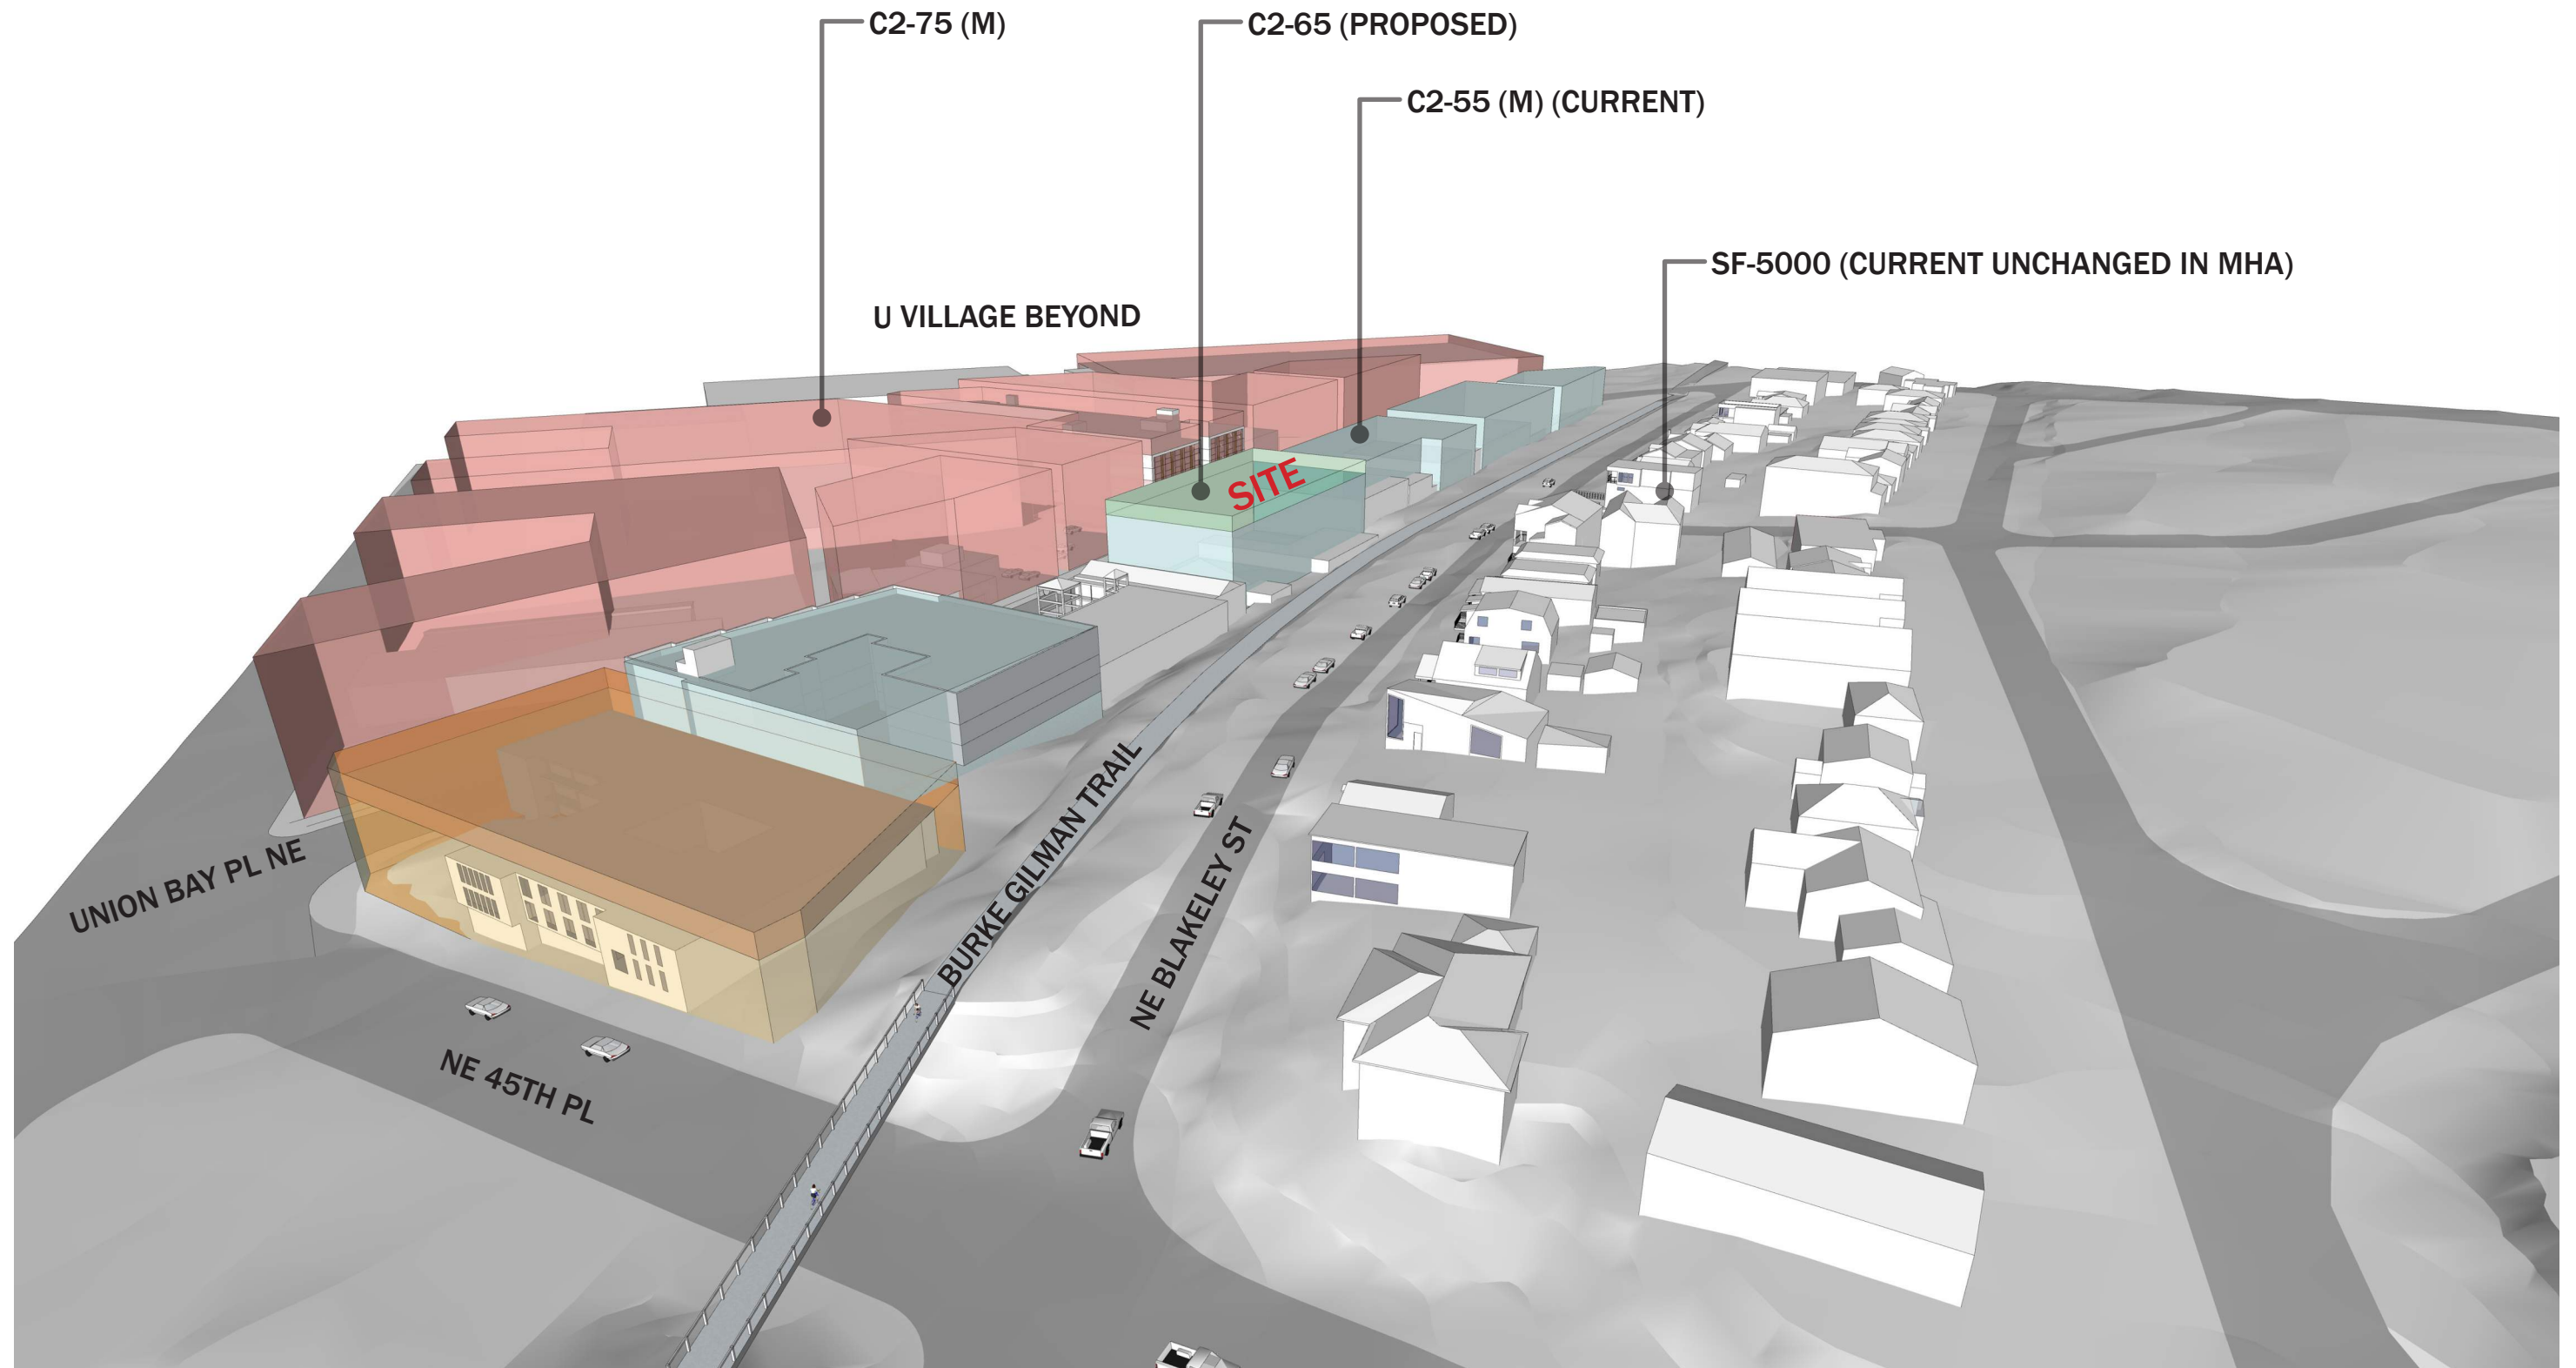 C2-75 (M)
C2-65 (PROPOSED)
C2-55 (M) (CURRENT)
SF-5000 (CURRENT UNCHANGED IN MHA)
U VILLAGE BEYOND
SITE
BURKE GILMAN TRAIL
NE BLAKELEY ST
UNION BAY PL NE
NE 45TH PL